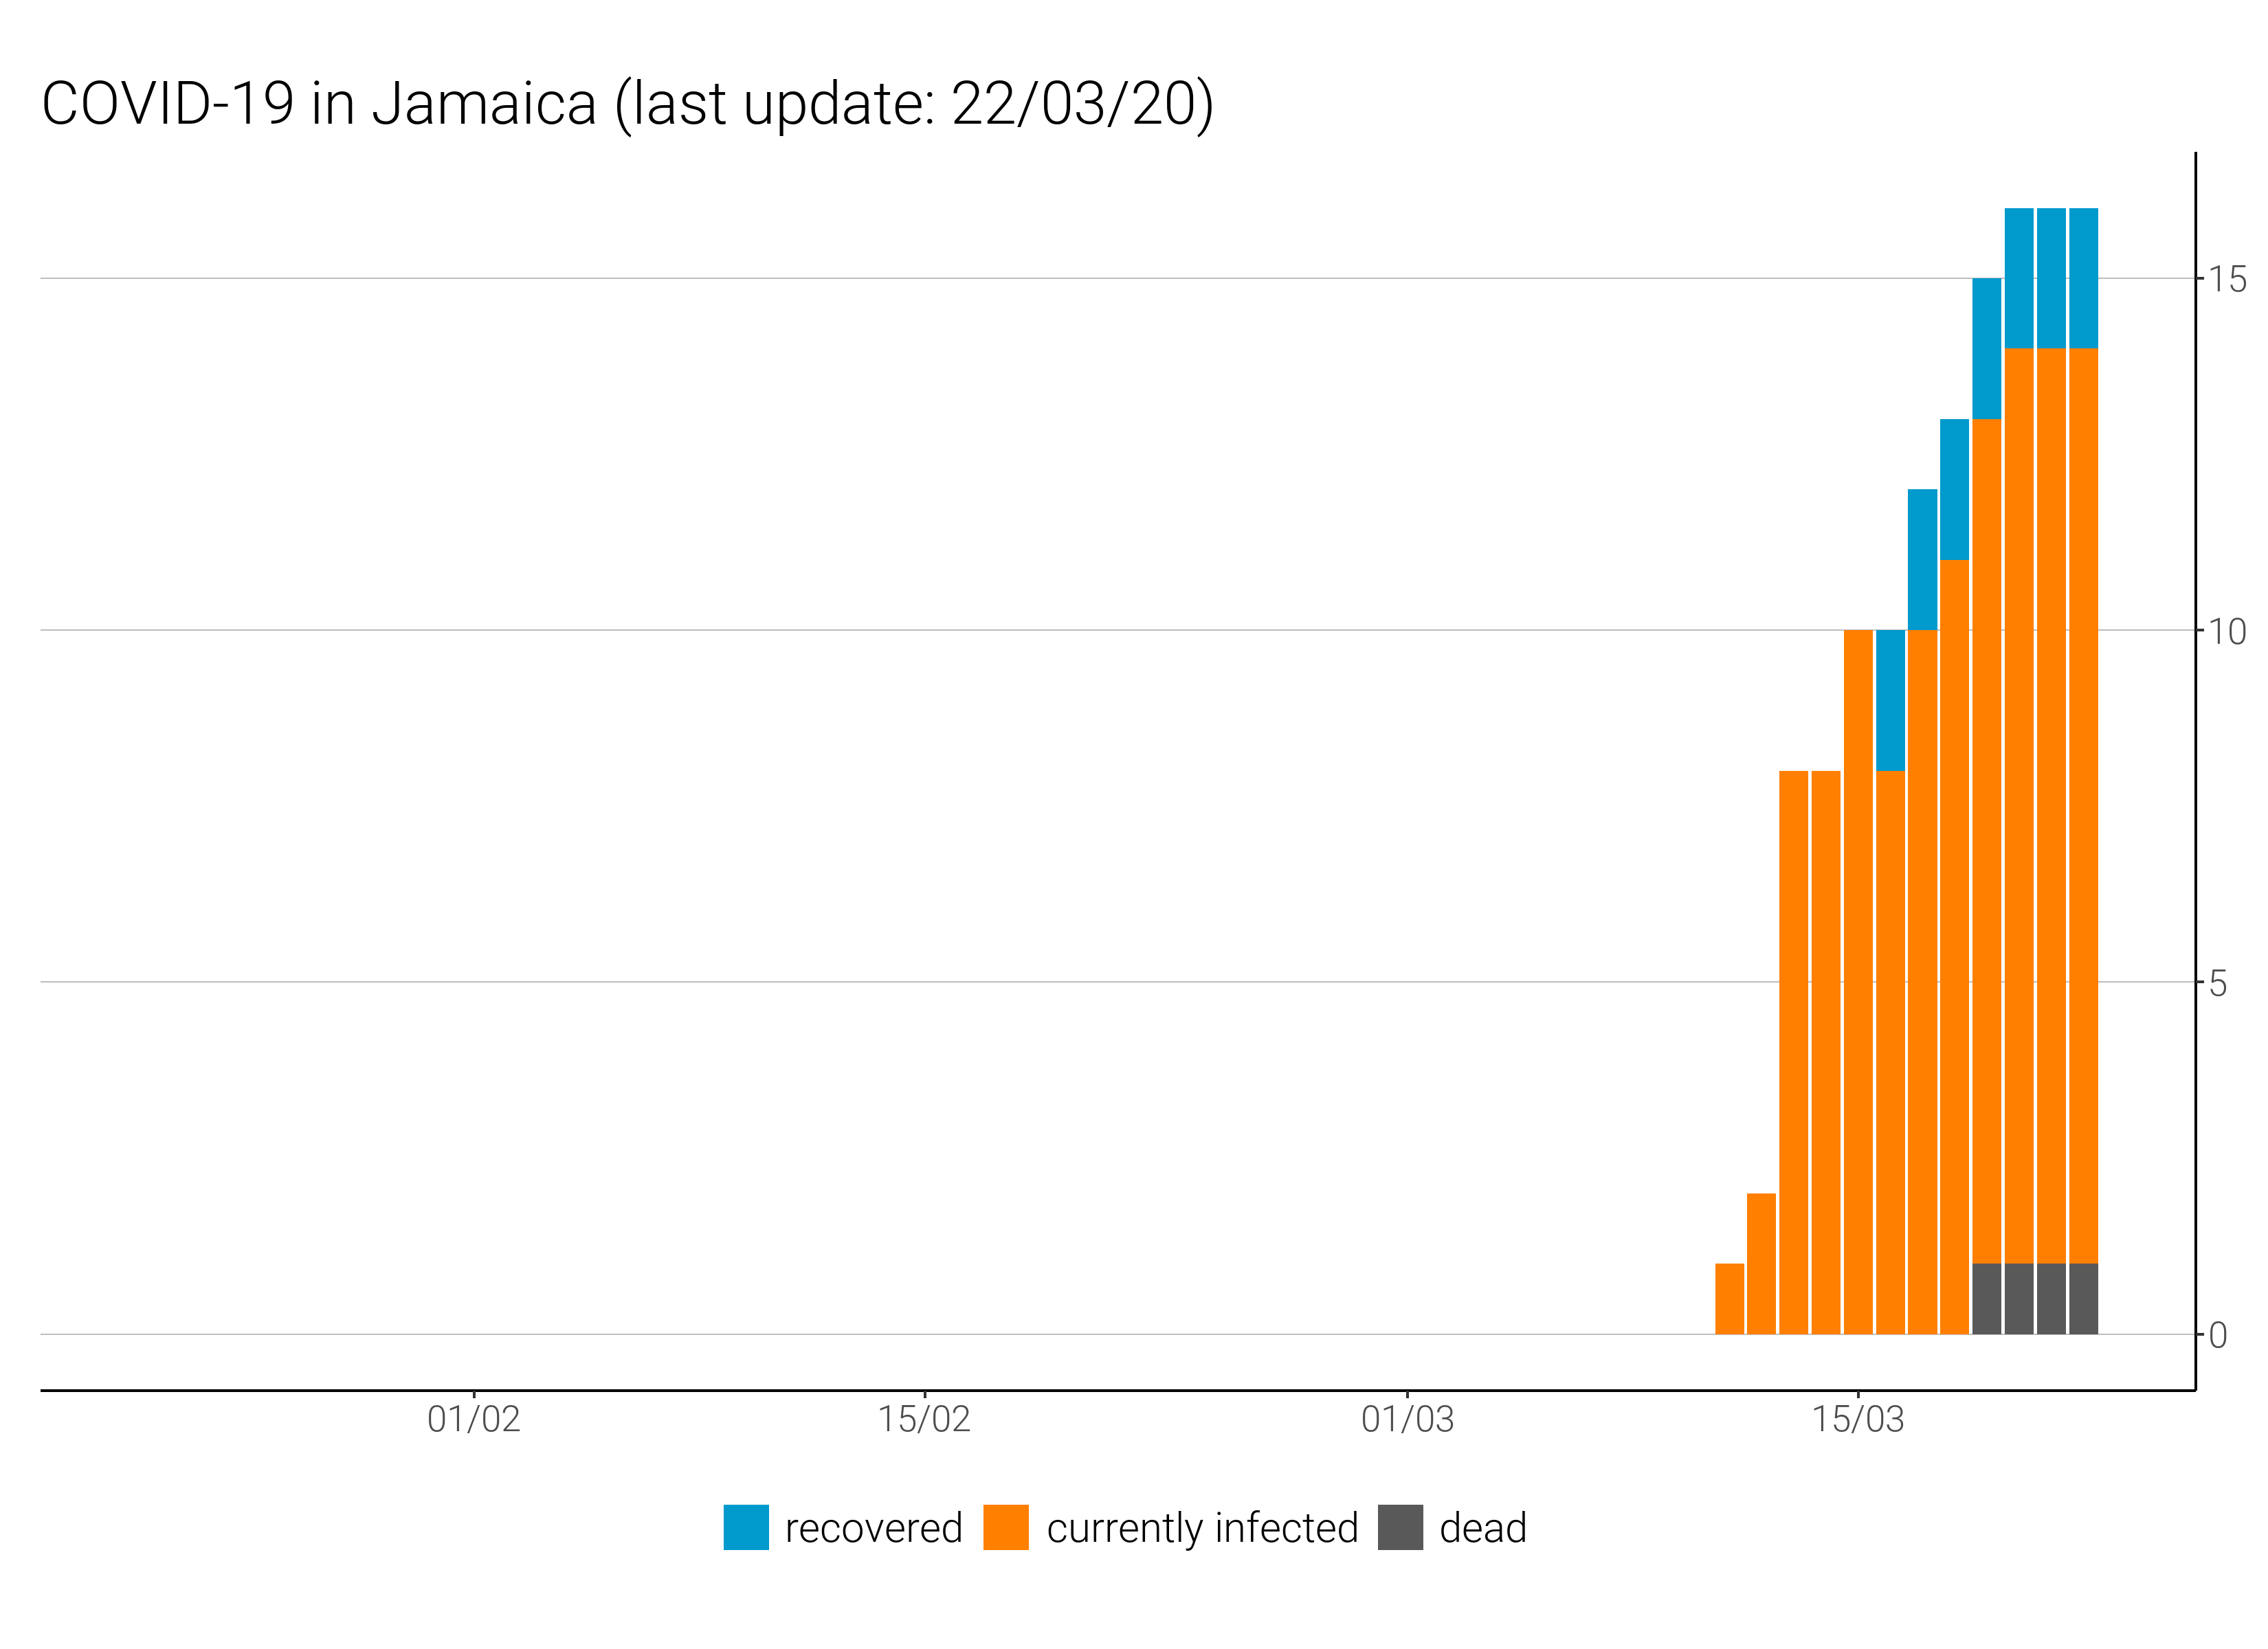 COVID-19 in Jamaica (last update: 22/03/20)
15
10
5
0
01/02 15/02 01/03 15/03
recovered currently infected dead